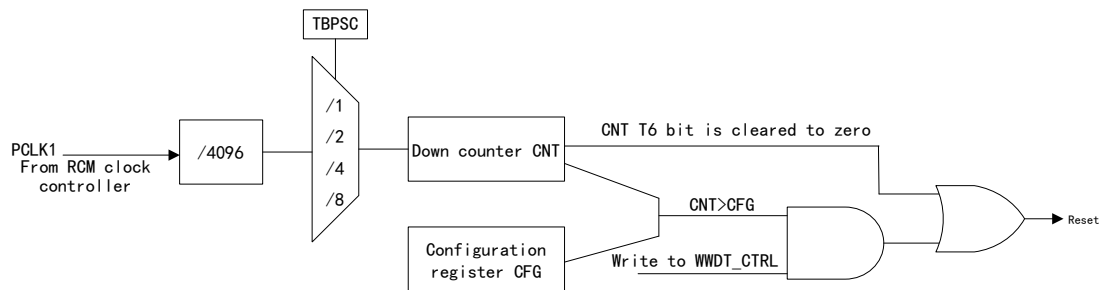 TBPSC
/1
/2
/4
/8
PCLK1
From RCM clock
controller
/4096
Down counter CNT
CNT T6 bit is cleared to zero
CNT>CFG
Configuration
register CFG
Write to WWDT_CTRL
Reset